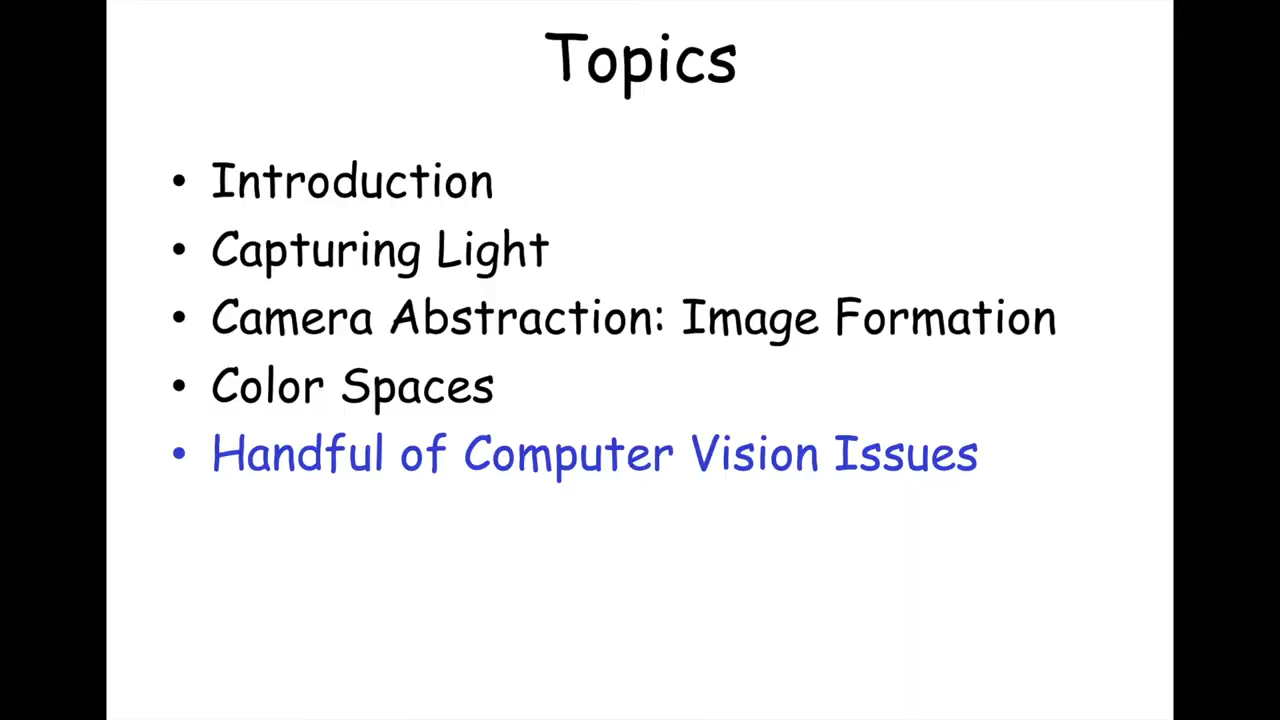 Topics
• Introduction
• Capturing Light
• Camera Abstraction: Image Formation
• Color Spaces
• Handful of Computer Vision Issues